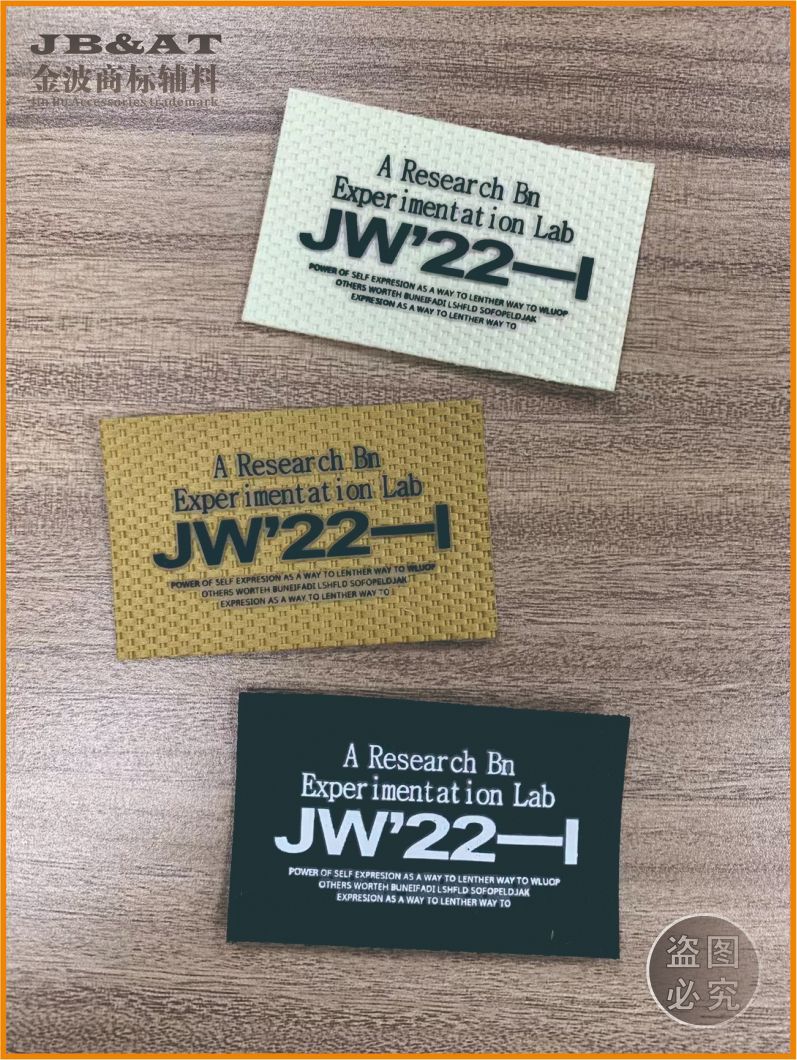 JB&AT
金波商标辅料
Jin Bo Accessories trademark
A Research Bn
Experimentation Lab
JW’22—I
POWER OF SELF EXPRESION AS A WAY TO LENTHER WAY TO WLUOP
OTHERS WORTEH BUNEIFADI LSHFLD SOFOPELDJAK
EXPRESION AS A WAY TO LENTHER WAY TO
A Research Bn
Experimentation Lab
JW’22—I
POWER OF SELF EXPRESION AS A WAY TO LENTHER WAY TO WLUOP
OTHERS WORTEH BUNEIFADI LSHFLD SOFOPELDJAK
EXPRESION AS A WAY TO LENTHER WAY TO
A Research Bn
Experimentation Lab
JW’22—I
POWER OF SELF EXPRESION AS A WAY TO LENTHER WAY TO WLUOP
OTHERS WORTEH BUNEIFADI LSHFLD SOFOPELDJAK
EXPRESION AS A WAY TO LENTHER WAY TO
盗图
必究